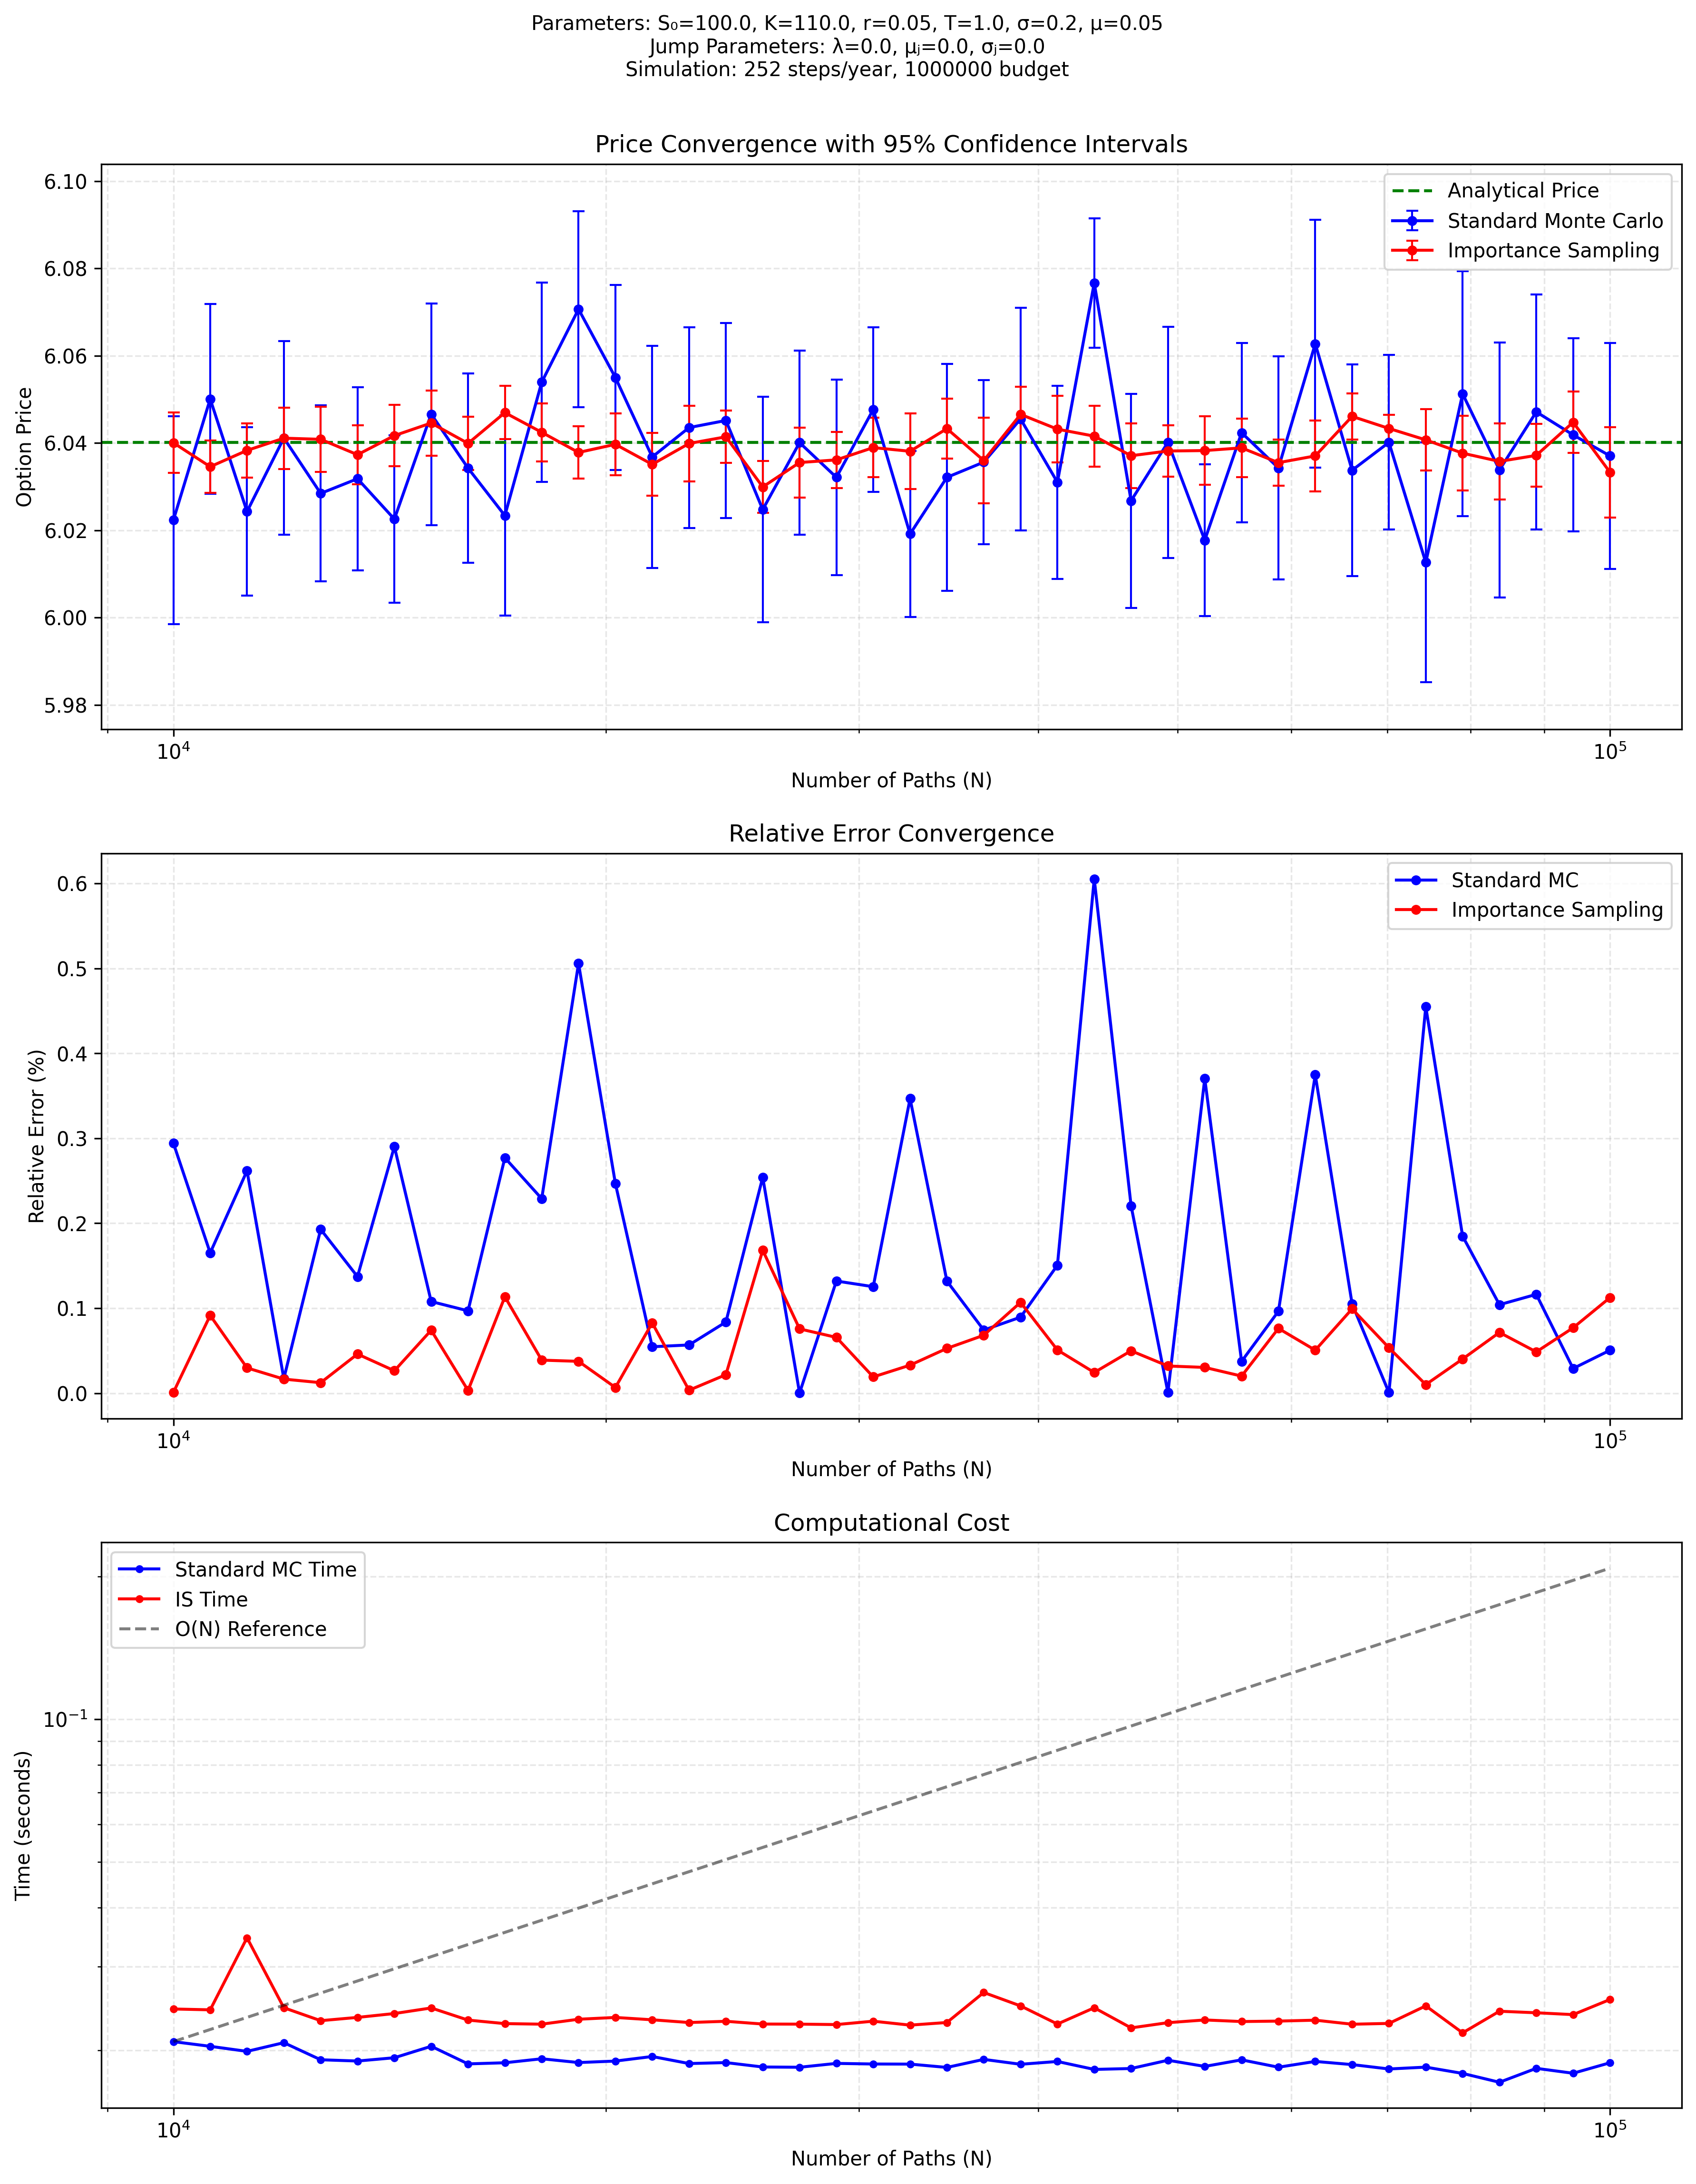 Parameters: S₀=100.0, K=110.0, r=0.05, T=1.0, σ=0.2, μ=0.05
Jump Parameters: λ=0.0, μⱼ=0.0, σⱼ=0.0
Simulation: 252 steps/year, 1000000 budget
Price Convergence with 95% Confidence Intervals
Option Price
6.10
6.08
6.06
6.04
6.02
6.00
5.98
Analytical Price
Standard Monte Carlo
Importance Sampling
10⁴
10⁵
Number of Paths (N)
Relative Error Convergence
Relative Error (%)
0.6
0.5
0.4
0.3
0.2
0.1
0.0
Standard MC
Importance Sampling
10⁴
10⁵
Number of Paths (N)
Computational Cost
Time (seconds)
10⁻¹
Standard MC Time
IS Time
O(N) Reference
10⁴
10⁵
Number of Paths (N)